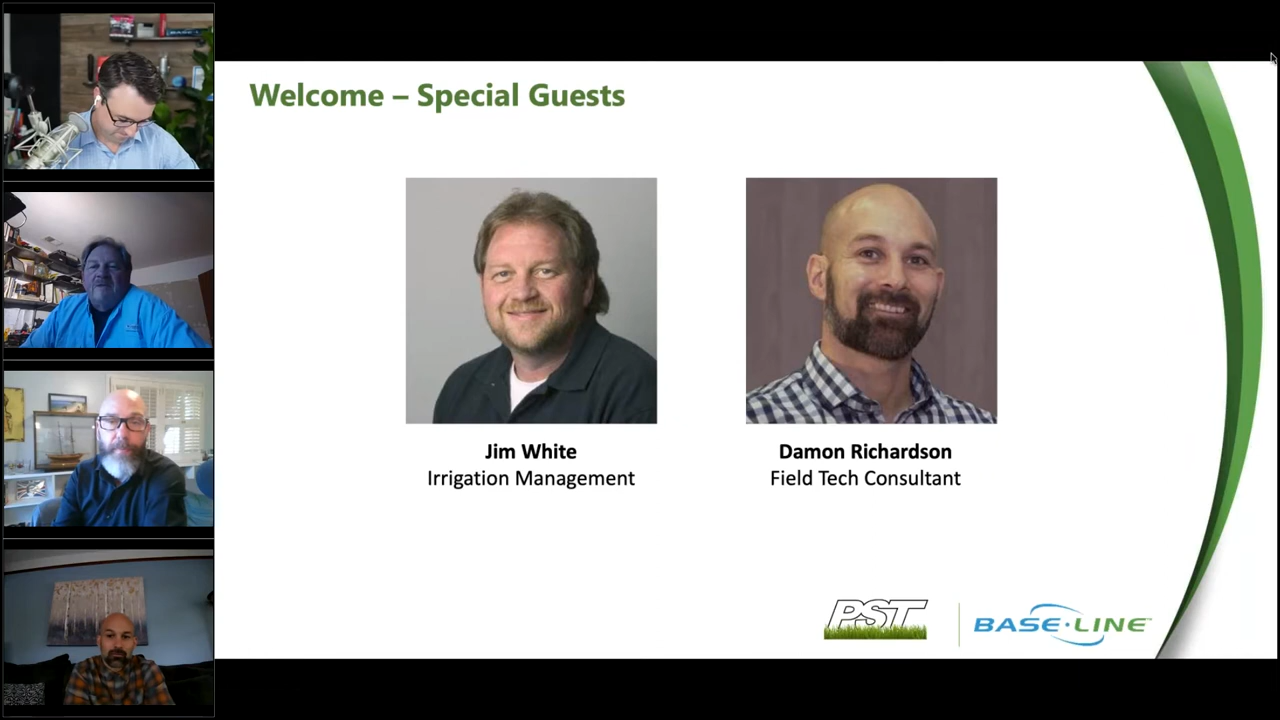 Welcome – Special Guests
Jim White
Irrigation Management
Damon Richardson
Field Tech Consultant
PST
BASE·LINE